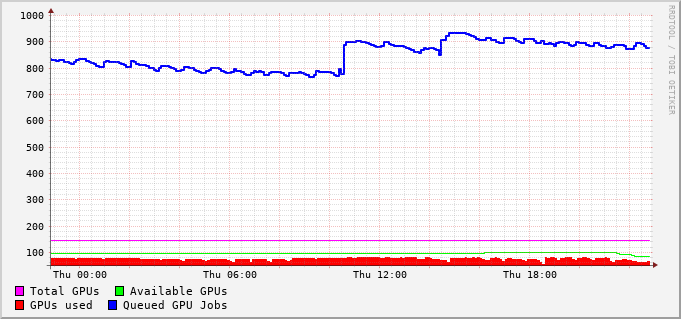 1000
900
800
700
600
500
400
300
200
100
Thu 00:00 Thu 06:00 Thu 12:00 Thu 18:00
Total GPUs Available GPUs
GPUs used Queued GPU Jobs
RRDTOOL / TOBI OETIKER